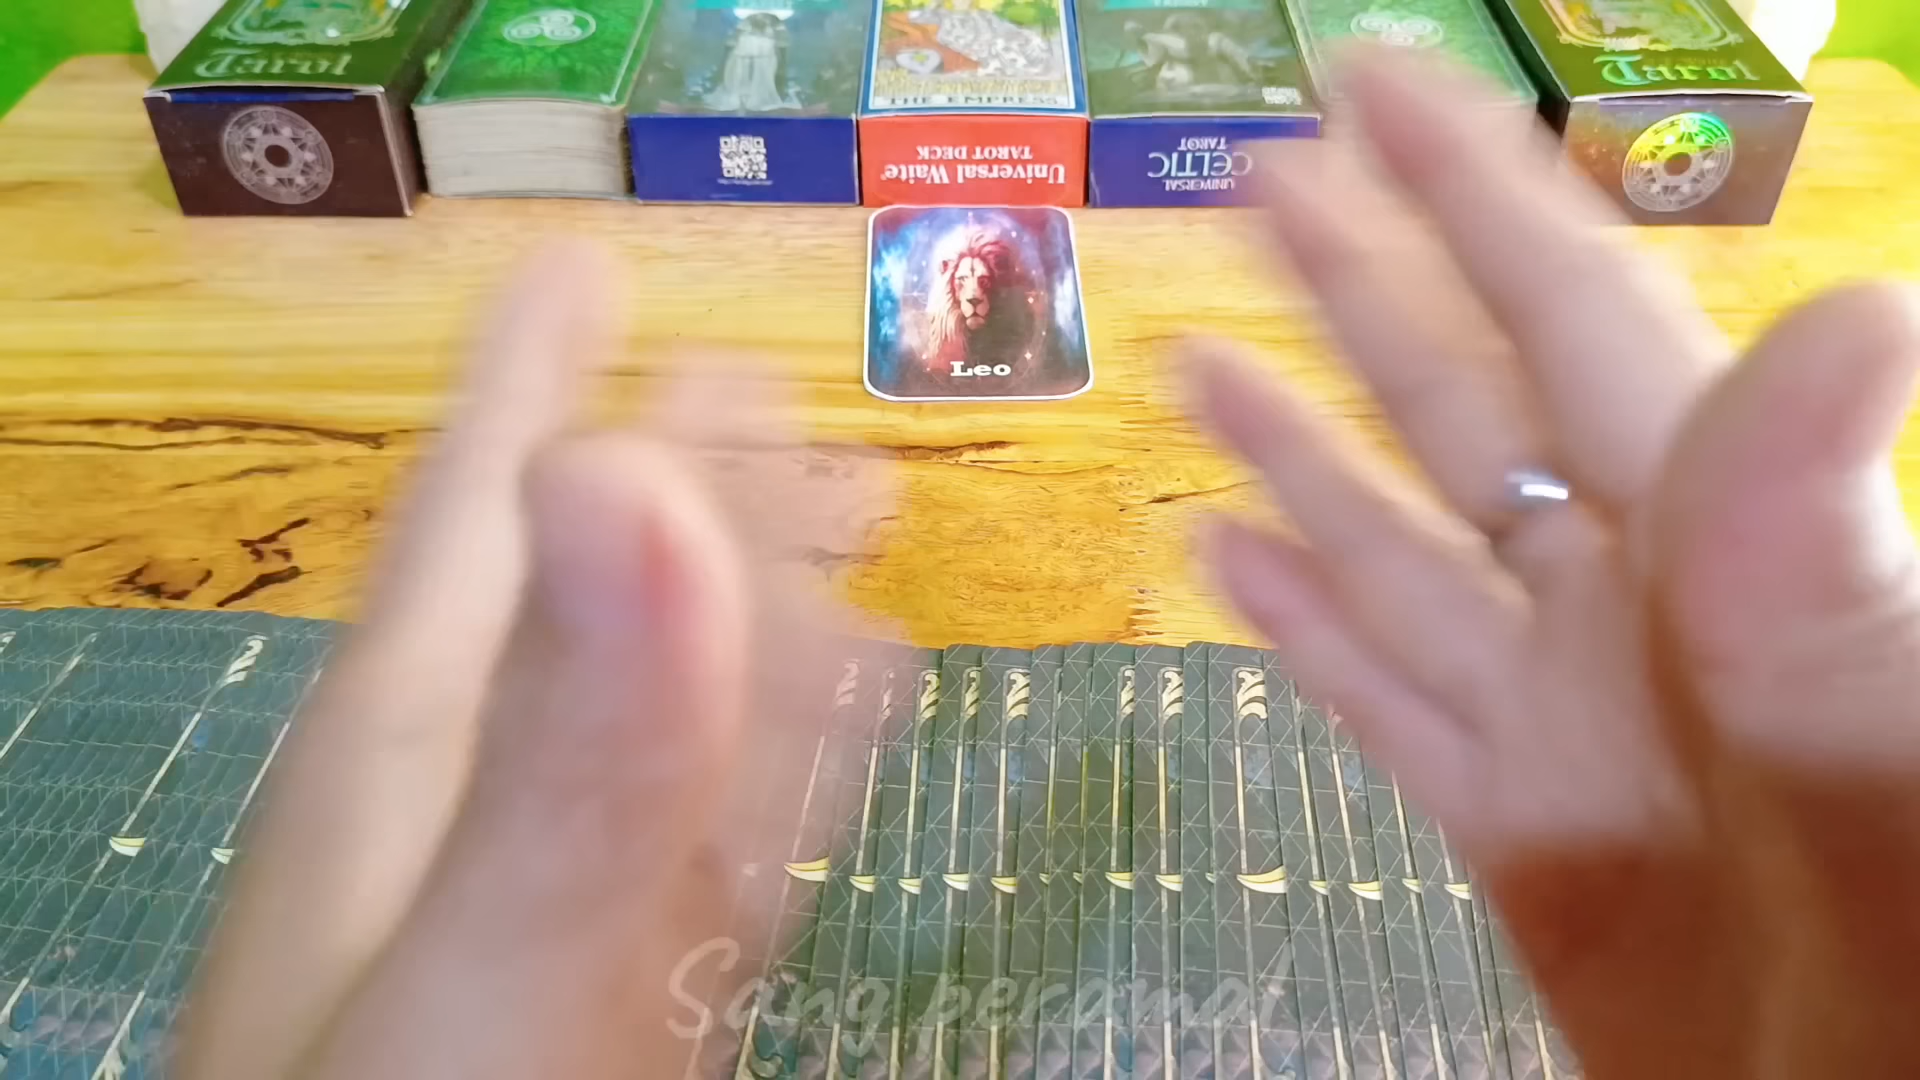 Tarot
Tarot
THE EMPRESS
Universal Waite
TAROT DECK
UNIVERSAL
CELTIC
TAROT
Leo
Sang peramal